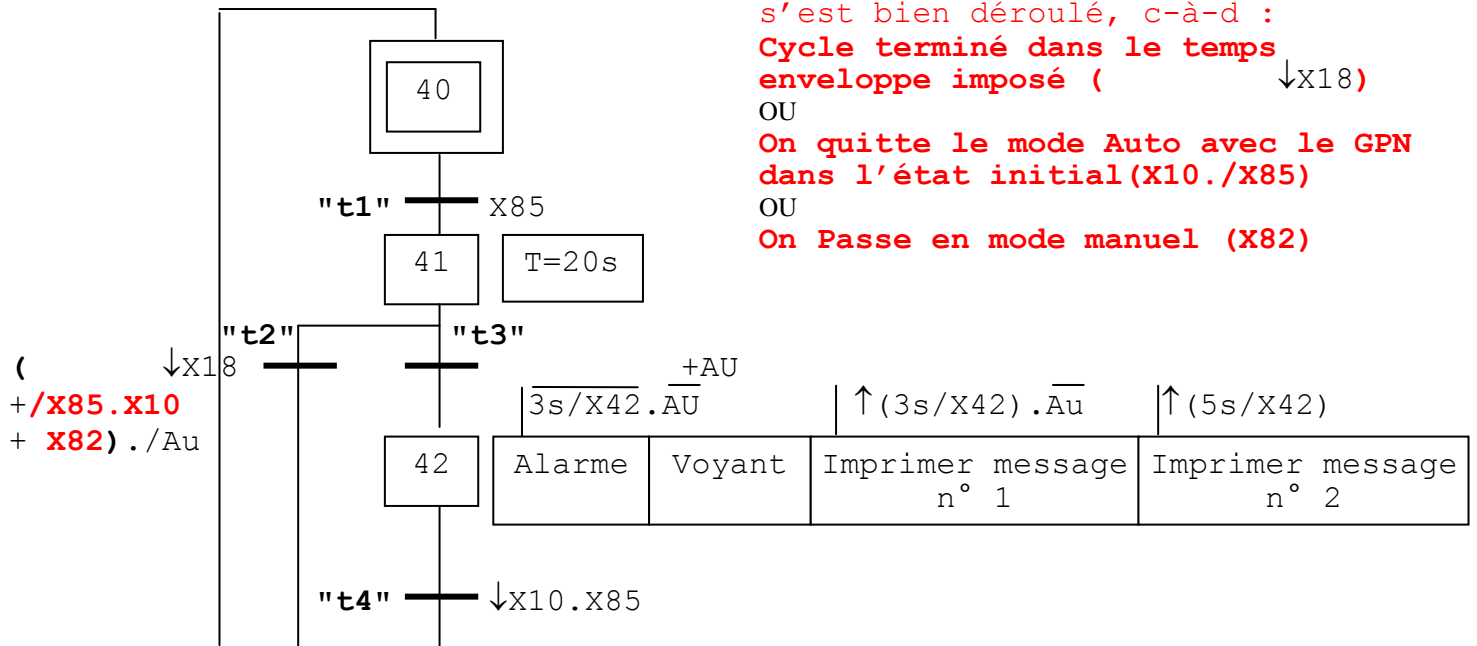 s’est bien déroulé, c-à-d :
Cycle terminé dans le temps
enveloppe imposé ( ↓X18)
OU
On quitte le mode Auto avec le GPN
dans l’état initial(X10./X85)
OU
On Passe en mode manuel (X82)
40
"t1" X85
41 T=20s
"t2" "t3"
( ↓X18
+/X85.X10
+ X82)./Au
+AU
3s/X42.AU ↑(3s/X42).Au ↑(5s/X42)
42 Alarme Voyant Imprimer message Imprimer message
n° 1 n° 2
"t4" ↓X10.X85